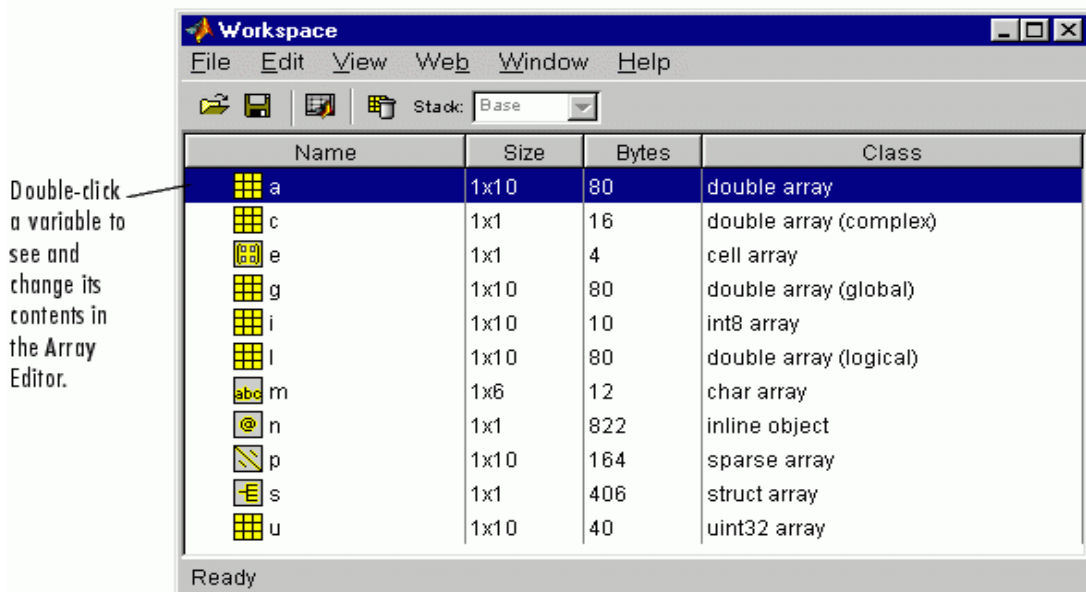 Workspace
File Edit View Web Window Help
Stack: Base
Name Size Bytes Class
a 1x10 80 double array
c 1x1 16 double array (complex)
e 1x1 4 cell array
g 1x10 80 double array (global)
i 1x10 10 int8 array
l 1x10 80 double array (logical)
abc m 1x6 12 char array
@ n 1x1 822 inline object
p 1x10 164 sparse array
s 1x1 406 struct array
u 1x10 40 uint32 array
Ready
Double-click
a variable to
see and
change its
contents in
the Array
Editor.